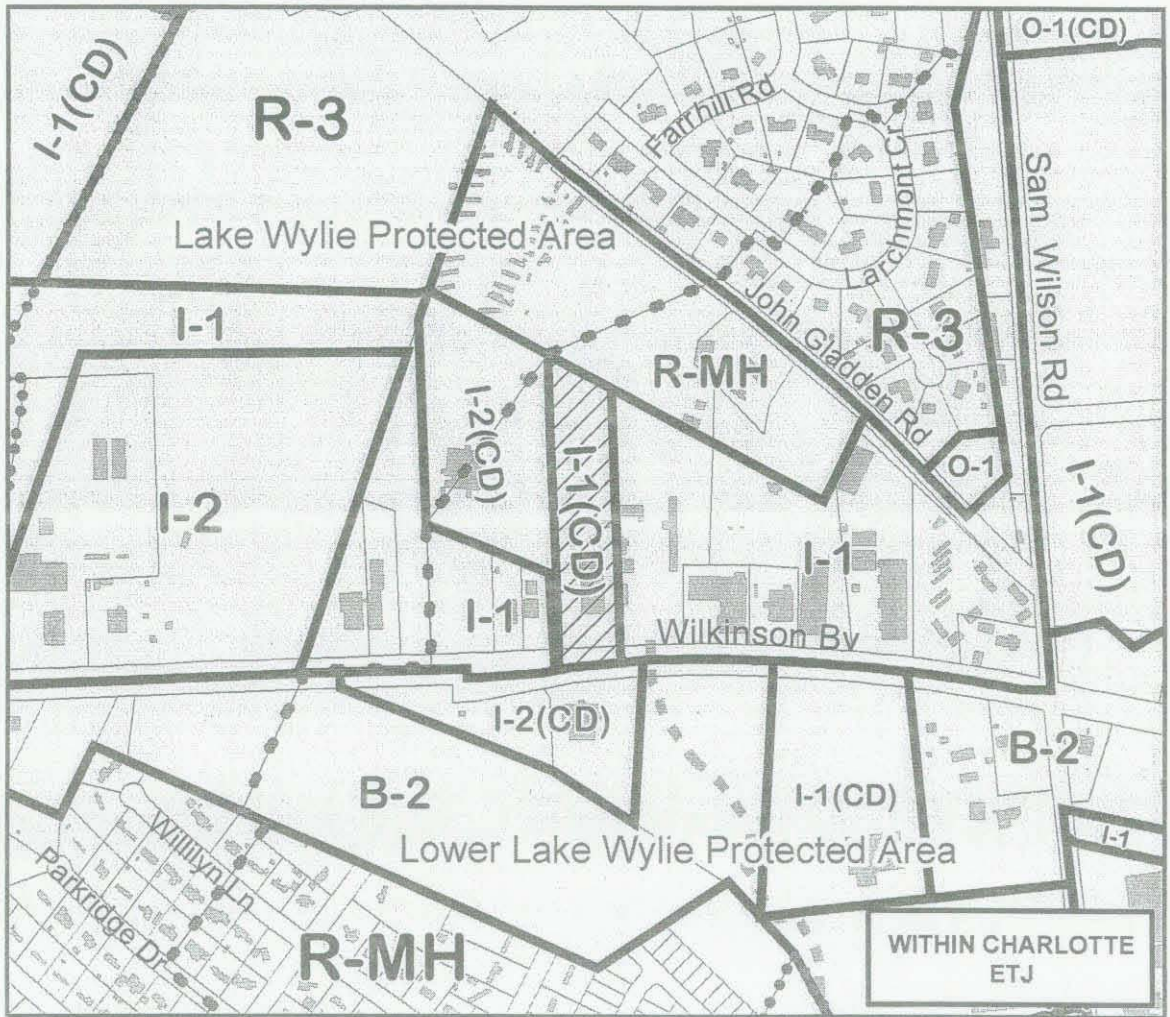 O-1(CD)
I-1(CD)
R-3
Farrhill Rd
Larchmont Cr
Sam Wilson Rd
Lake Wylie Protected Area
I-1
John Gladden Rd
R-3
R-MH
I-2(CD)
I-1(CD)
O-1
I-1(CD)
I-2
I-1
I-1
Wilkinson Bv
I-2(CD)
B-2
B-2
I-1(CD)
I-1
Lower Lake Wylie Protected Area
Willilyn Ln
Parkridge Dr
R-MH
WITHIN CHARLOTTE
ETJ